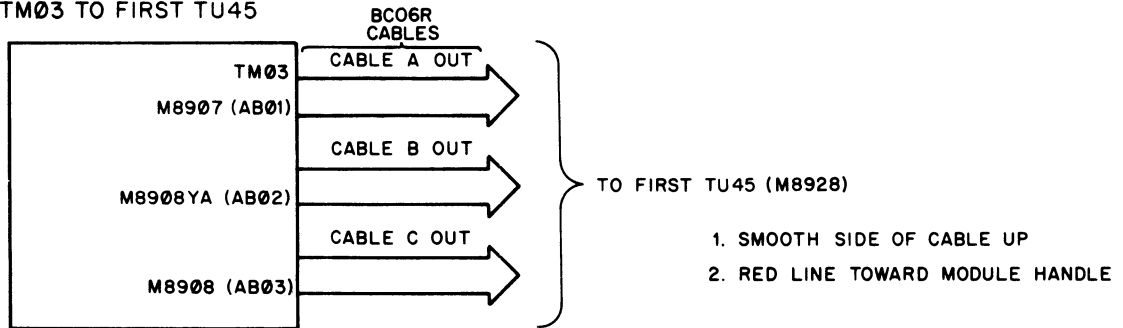 TMØ3 TO FIRST TU45
BCO6R
CABLES
CABLE A OUT
TMØ3
M89Ø7 (ABØ1)
CABLE B OUT
M89Ø8YA (ABØ2)
TO FIRST TU45 (M8928)
CABLE C OUT
1. SMOOTH SIDE OF CABLE UP
2. RED LINE TOWARD MODULE HANDLE
M89Ø8 (ABØ3)